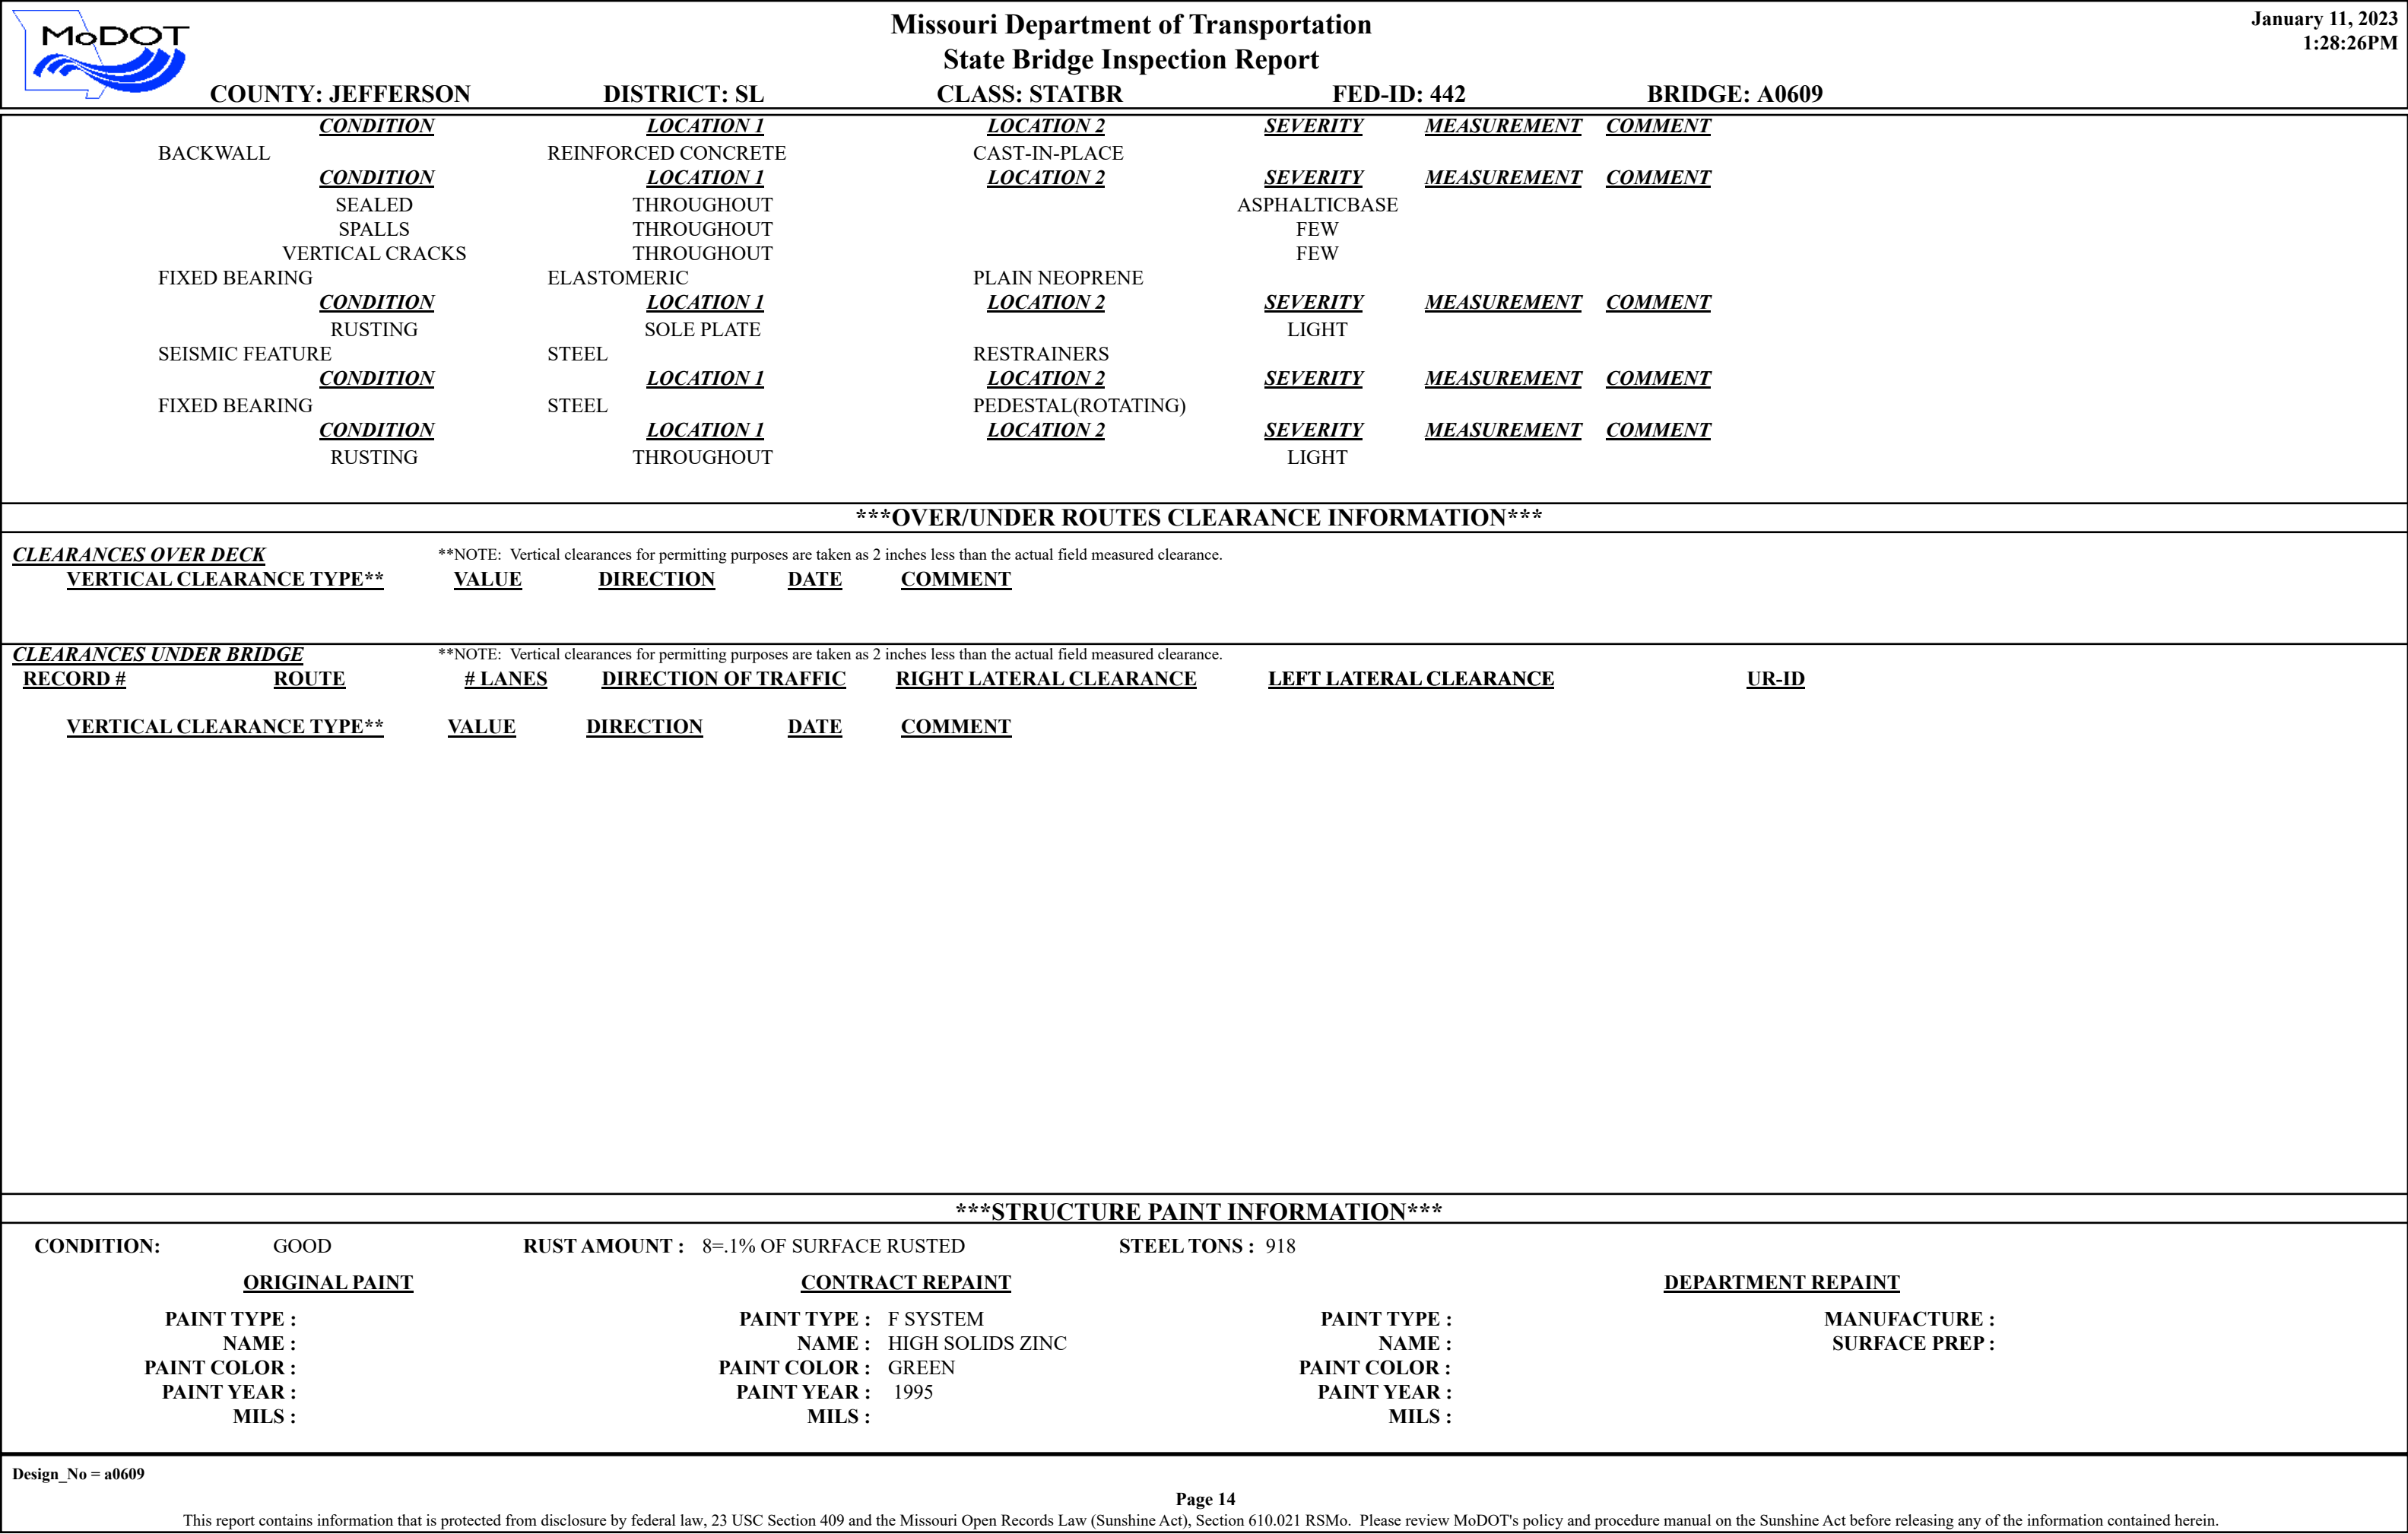 MoDOT
Missouri Department of Transportation
State Bridge Inspection Report
January 11, 2023
1:28:26PM
COUNTY: JEFFERSON DISTRICT: SL CLASS: STATBR FED-ID: 442 BRIDGE: A0609
CONDITION LOCATION 1 LOCATION 2 SEVERITY MEASUREMENT COMMENT
BACKWALL REINFORCED CONCRETE CAST-IN-PLACE
CONDITION LOCATION 1 LOCATION 2 SEVERITY MEASUREMENT COMMENT
SEALED THROUGHOUT ASPHALTICBASE
SPALLS THROUGHOUT FEW
VERTICAL CRACKS THROUGHOUT FEW
FIXED BEARING ELASTOMERIC PLAIN NEOPRENE
CONDITION LOCATION 1 LOCATION 2 SEVERITY MEASUREMENT COMMENT
RUSTING SOLE PLATE LIGHT
SEISMIC FEATURE STEEL RESTRAINERS
CONDITION LOCATION 1 LOCATION 2 SEVERITY MEASUREMENT COMMENT
FIXED BEARING STEEL PEDESTAL(ROTATING)
CONDITION LOCATION 1 LOCATION 2 SEVERITY MEASUREMENT COMMENT
RUSTING THROUGHOUT LIGHT
***OVER/UNDER ROUTES CLEARANCE INFORMATION***
CLEARANCES OVER DECK **NOTE: Vertical clearances for permitting purposes are taken as 2 inches less than the actual field measured clearance.
VERTICAL CLEARANCE TYPE** VALUE DIRECTION DATE COMMENT
CLEARANCES UNDER BRIDGE **NOTE: Vertical clearances for permitting purposes are taken as 2 inches less than the actual field measured clearance.
RECORD # ROUTE # LANES DIRECTION OF TRAFFIC RIGHT LATERAL CLEARANCE LEFT LATERAL CLEARANCE UR-ID
VERTICAL CLEARANCE TYPE** VALUE DIRECTION DATE COMMENT
***STRUCTURE PAINT INFORMATION***
CONDITION: GOOD RUST AMOUNT : 8=.1% OF SURFACE RUSTED STEEL TONS : 918
ORIGINAL PAINT CONTRACT REPAINT DEPARTMENT REPAINT
PAINT TYPE : PAINT TYPE : F SYSTEM PAINT TYPE : MANUFACTURE :
NAME : NAME : HIGH SOLIDS ZINC NAME : SURFACE PREP :
PAINT COLOR : PAINT COLOR : GREEN PAINT COLOR :
PAINT YEAR : PAINT YEAR : 1995 PAINT YEAR :
MILS : MILS : MILS :
Design_No = a0609
Page 14
This report contains information that is protected from disclosure by federal law, 23 USC Section 409 and the Missouri Open Records Law (Sunshine Act), Section 610.021 RSMo. Please review MoDOT's policy and procedure manual on the Sunshine Act before releasing any of the information contained herein.